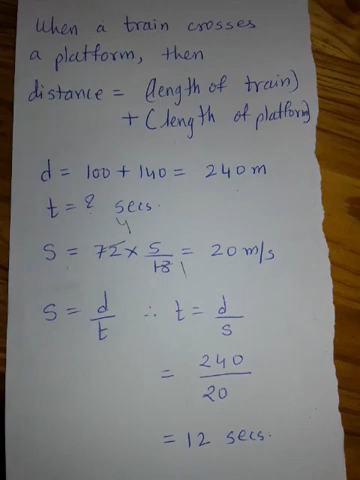 When a train crosses
a platform, then
distance = (length of train)
+ (length of platform)
d = 100 + 140 = 240 m
t = ? secs.
S = 72 × 5/18 = 20 m/s
4
1
S = d/t ∴ t = d/s
= 240/20
= 12 secs.